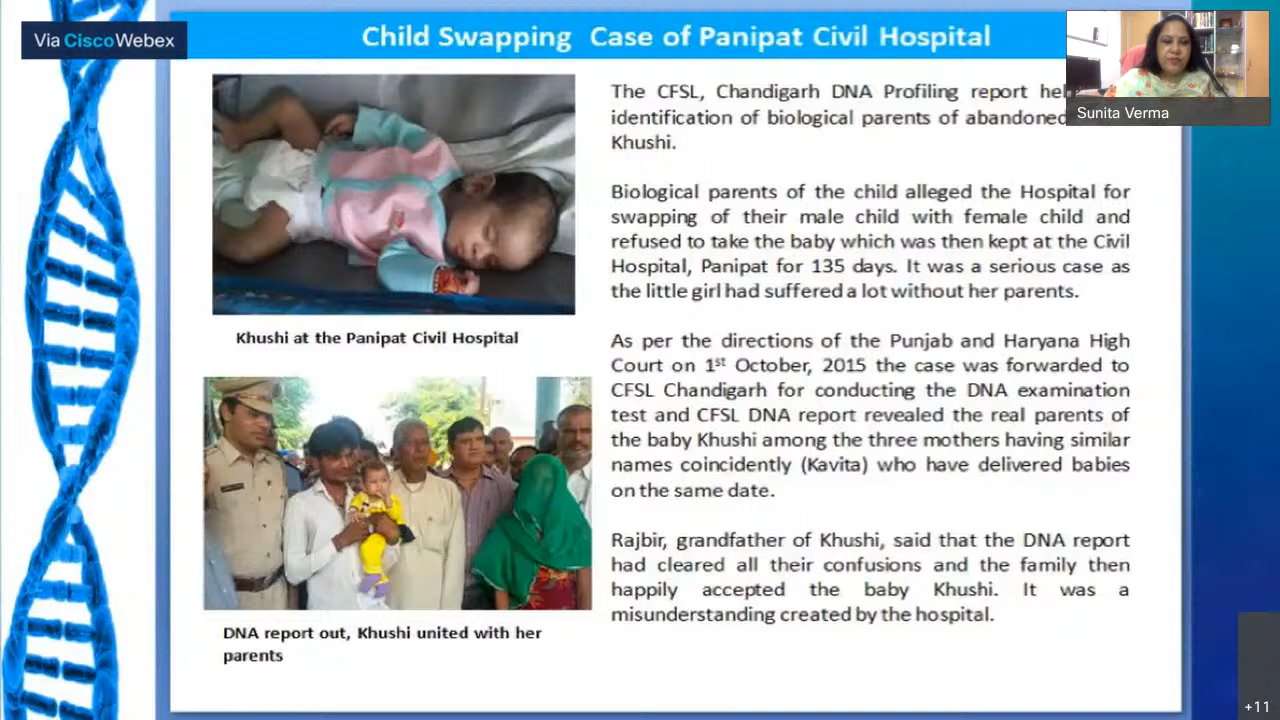 Via Cisco Webex
Child Swapping Case of Panipat Civil Hospital
Sunita Verma
The CFSL, Chandigarh DNA Profiling report
identification of biological parents of abandoned
Khushi.
Biological parents of the child alleged the Hospital for
swapping of their male child with female child and
refused to take the baby which was then kept at the Civil
Hospital, Panipat for 135 days. It was a serious case as
the little girl had suffered a lot without her parents.
Khushi at the Panipat Civil Hospital
As per the directions of the Punjab and Haryana High
Court on 1st October, 2015 the case was forwarded to
CFSL Chandigarh for conducting the DNA examination
test and CFSL DNA report revealed the real parents of
the baby Khushi among the three mothers having similar
names coincidently (Kavita) who have delivered babies
on the same date.
Rajbir, grandfather of Khushi, said that the DNA report
had cleared all their confusions and the family then
happily accepted the baby Khushi. It was a
misunderstanding created by the hospital.
DNA report out, Khushi united with her
parents
+11